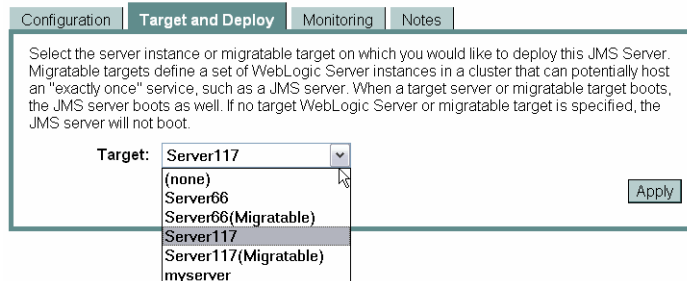 Configuration Target and Deploy Monitoring Notes
Select the server instance or migratable target on which you would like to deploy this JMS Server.
Migratable targets define a set of WebLogic Server instances in a cluster that can potentially host
an "exactly once" service, such as a JMS server. When a target server or migratable target boots,
the JMS server boots as well. If no target WebLogic Server or migratable target is specified, the
JMS server will not boot.
Target: Server117
(none)
Server66
Apply
Server66(Migratable)
Server117
Server117(Migratable)
myserver